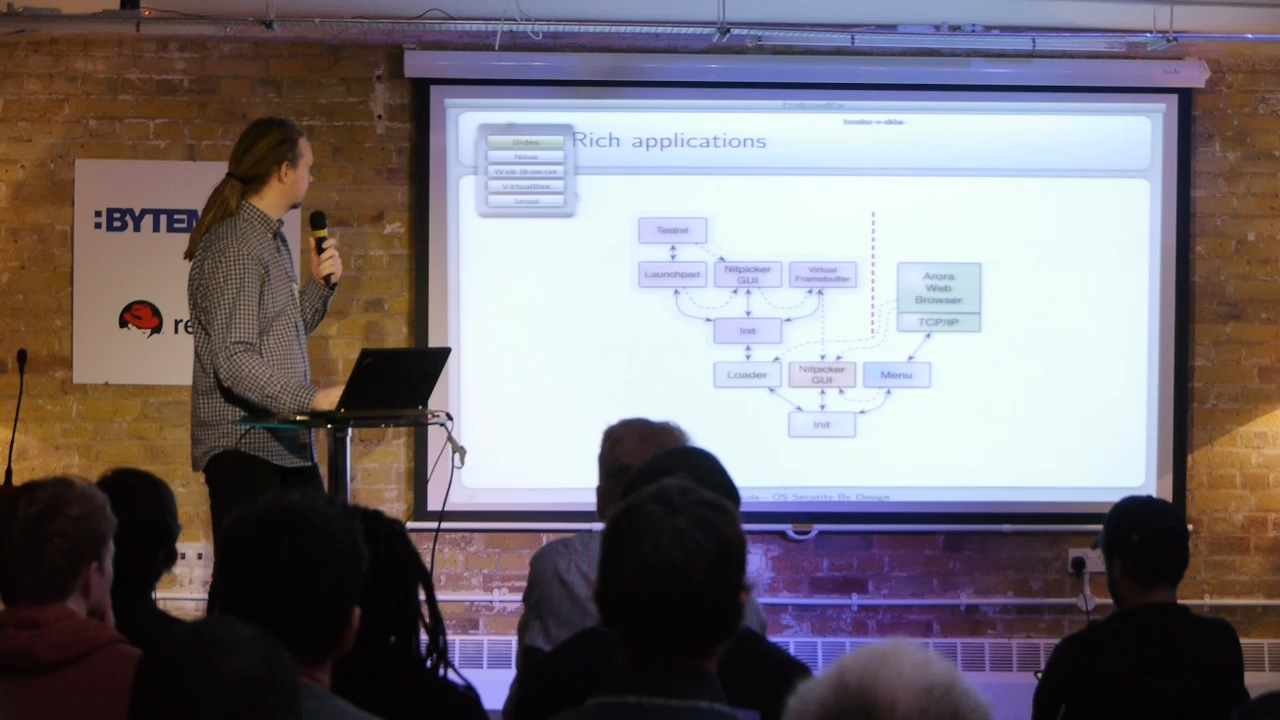 :BYTEM
re
Rich applications
Slides
Noux
Web Browser
VirtualBox
Testnit
Launchpad
Nitpicker
GUI
Virtual
Framebuffer
Init
Arora
Web
Browser
TCP/IP
Loader
Nitpicker
GUI
Menu
Init
- OS Security By Design